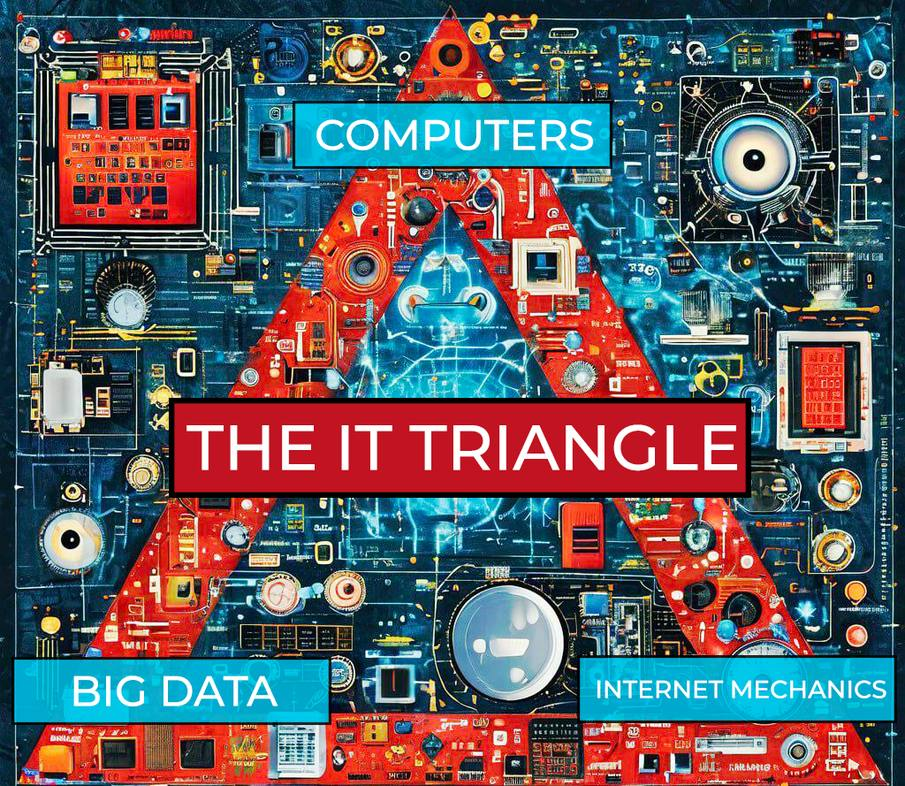 COMPUTERS
THE IT TRIANGLE
BIG DATA
INTERNET MECHANICS